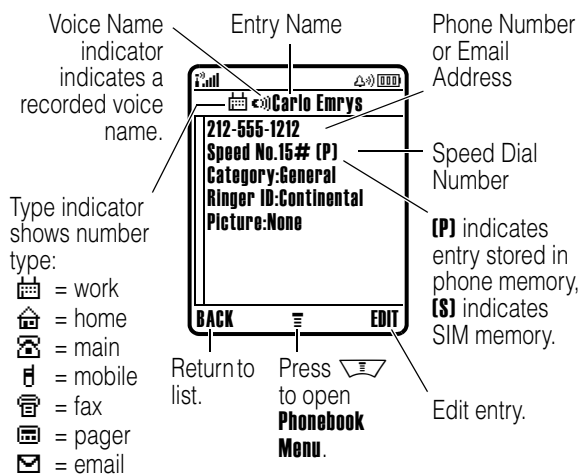 Voice Name
indicator
indicates a
recorded voice
name.
Entry Name
Phone Number
or Email
Address
Carlo Emrys
212-555-1212
Speed No.15# (P)
Category:General
Ringer ID:Continental
Picture:None
BACK
EDIT
Speed Dial
Number
(P) indicates
entry stored in
phone memory,
(S) indicates
SIM memory.
Type indicator
shows number
type:
= work
= home
= main
= mobile
= fax
= pager
= email
Return to
list.
Press
to open
Phonebook
Menu.
Edit entry.